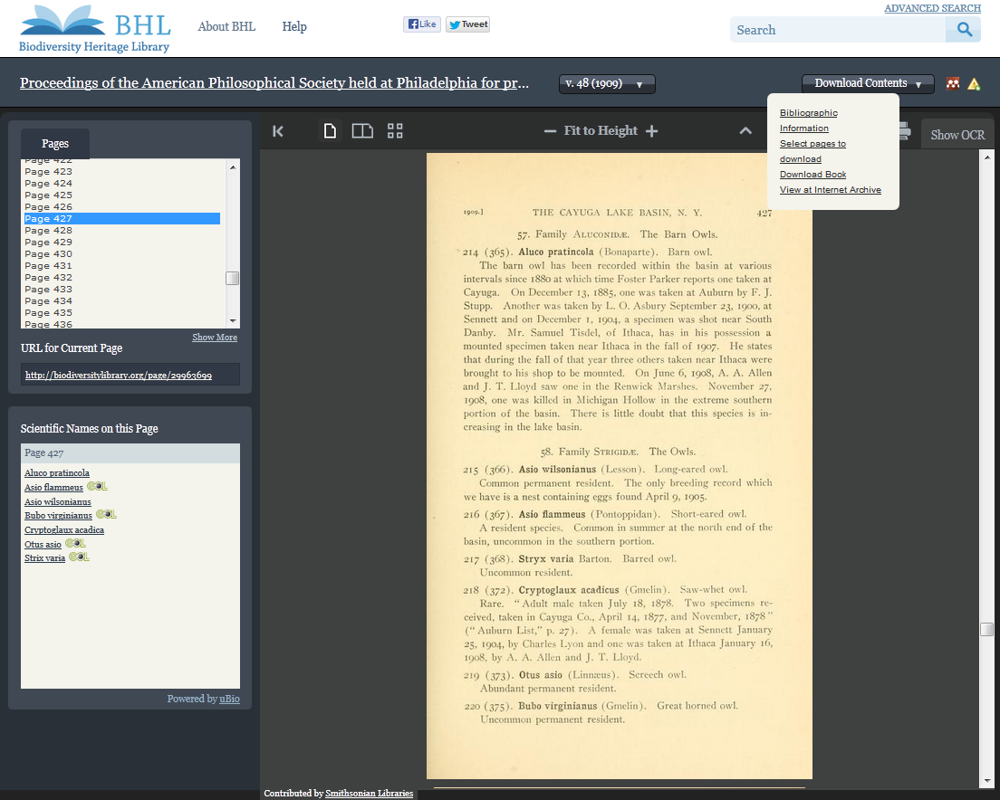 BHL
Biodiversity Heritage Library
About BHL
Help
Like
Tweet
ADVANCED SEARCH
Search
Proceedings of the American Philosophical Society held at Philadelphia for pr...
v. 48 (1909)
Download Contents
Bibliographic
Information
Select pages to
download
Download Book
View at Internet Archive
Pages
Page 422
Page 423
Page 424
Page 425
Page 426
Page 427
Page 428
Page 429
Page 430
Page 431
Page 432
Page 433
Page 434
Page 435
Page 436
Show More
URL for Current Page
http://biodiversitylibrary.org/page/29963699
Scientific Names on this Page
Page 427
Aluco pratincola
Asio flammeus COL
Asio wilsonianus
Bubo virginianus COL
Cryptoglaux acadica
Otus asio COL
Strix varia COL
Powered by uBio
Fit to Height
Show OCR
1909.] THE CAYUGA LAKE BASIN, N. Y. 427
57. Family ALUCONIDÆ. The Barn Owls.
214 (365). Aluco pratincola (Bonaparte). Barn owl.
The barn owl has been recorded within the basin at various
intervals since 1880 at which time Foster Parker reports one taken at
Cayuga. On December 13, 1885, one was taken at Auburn by F. J.
Stupp. Another was taken by L. O. Asbury September 23, 1900, at
Sennett and on December 1, 1904, a specimen was shot near South
Danby. Mr. Samuel Tisdel, of Ithaca, has in his possession a
mounted specimen taken near Ithaca in the fall of 1907. He states
that during the fall of that year three others taken near Ithaca were
brought to his shop to be mounted. On June 6, 1908, A. A. Allen
and J. T. Lloyd saw one in the Renwick Marshes. November 27,
1908, one was killed in Michigan Hollow in the extreme southern
portion of the basin. There is little doubt that this species is in-
creasing in the lake basin.
58. Family STRIGIDÆ. The Owls.
215 (366). Asio wilsonianus (Lesson). Long-eared owl.
Common permanent resident. The only breeding record which
we have is a nest containing eggs found April 9, 1905.
216 (367). Asio flammeus (Pontoppidan). Short-eared owl.
A resident species. Common in summer at the north end of the
basin, uncommon in the southern portion.
217 (368). Stryx varia Barton. Barred owl.
Uncommon resident.
218 (372). Cryptoglaux acadicus (Gmelin). Saw-whet owl.
Rare. "Adult male taken July 18, 1878. Two specimens re-
ceived, taken in Cayuga Co., April 14, 1877, and November, 1878"
("Auburn List," p. 27). A female was taken at Sennett January
25, 1904, by Charles Lyon and one was taken at Ithaca January 16,
1908, by A. A. Allen and J. T. Lloyd.
219 (373). Otus asio (Linnæus). Screech owl.
Abundant permanent resident.
220 (375). Bubo virginianus (Gmelin). Great horned owl.
Uncommon permanent resident.
Contributed by Smithsonian Libraries